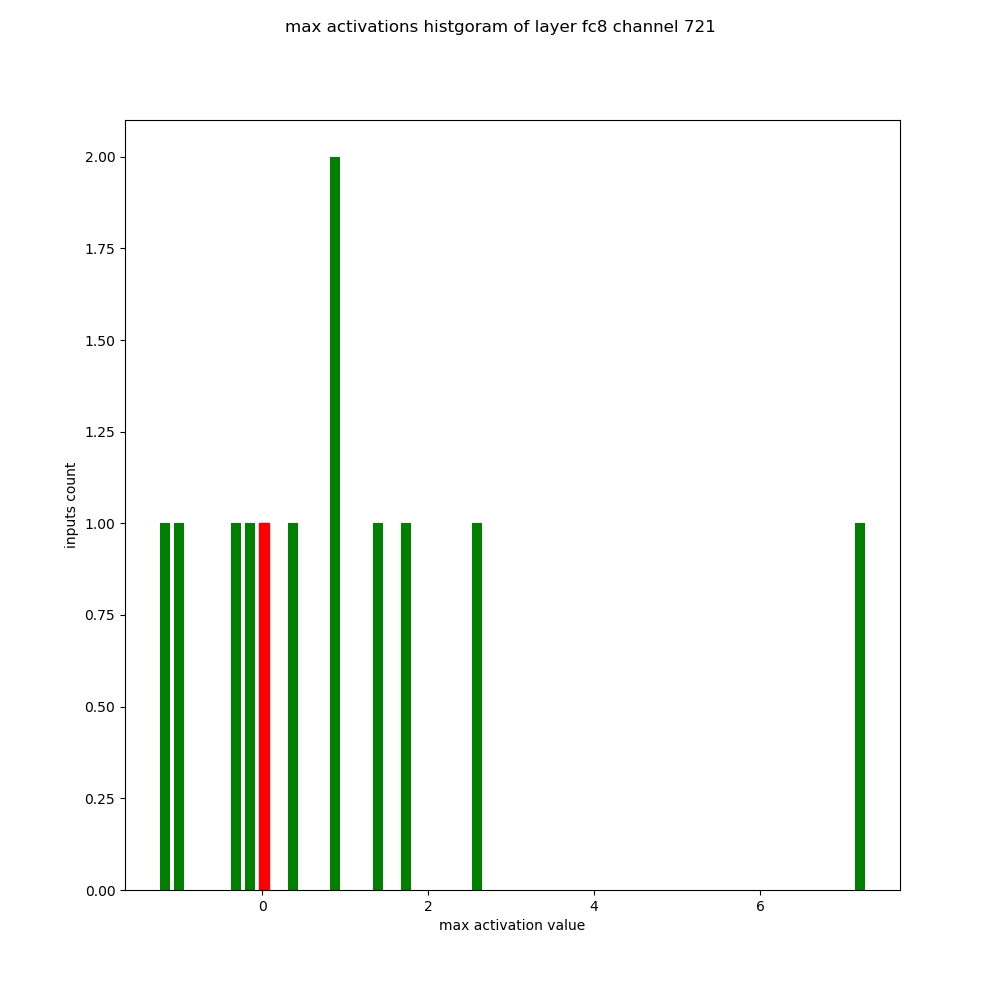 max activations histgoram of layer fc8 channel 721
2.00
1.75
1.50
1.25
1.00
0.75
0.50
0.25
0.00
inputs count
0 2 4 6
max activation value